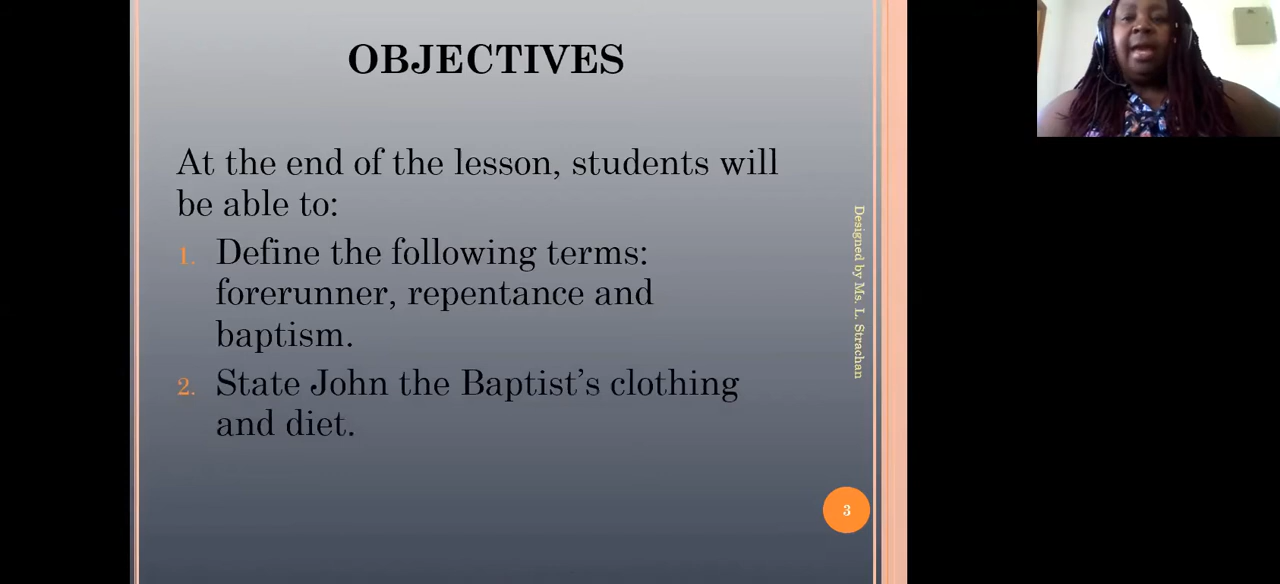 OBJECTIVES
At the end of the lesson, students will
be able to:
1. Define the following terms:
forerunner, repentance and
baptism.
2. State John the Baptist's clothing
and diet.
Designed by Ms. L. Strachan
3